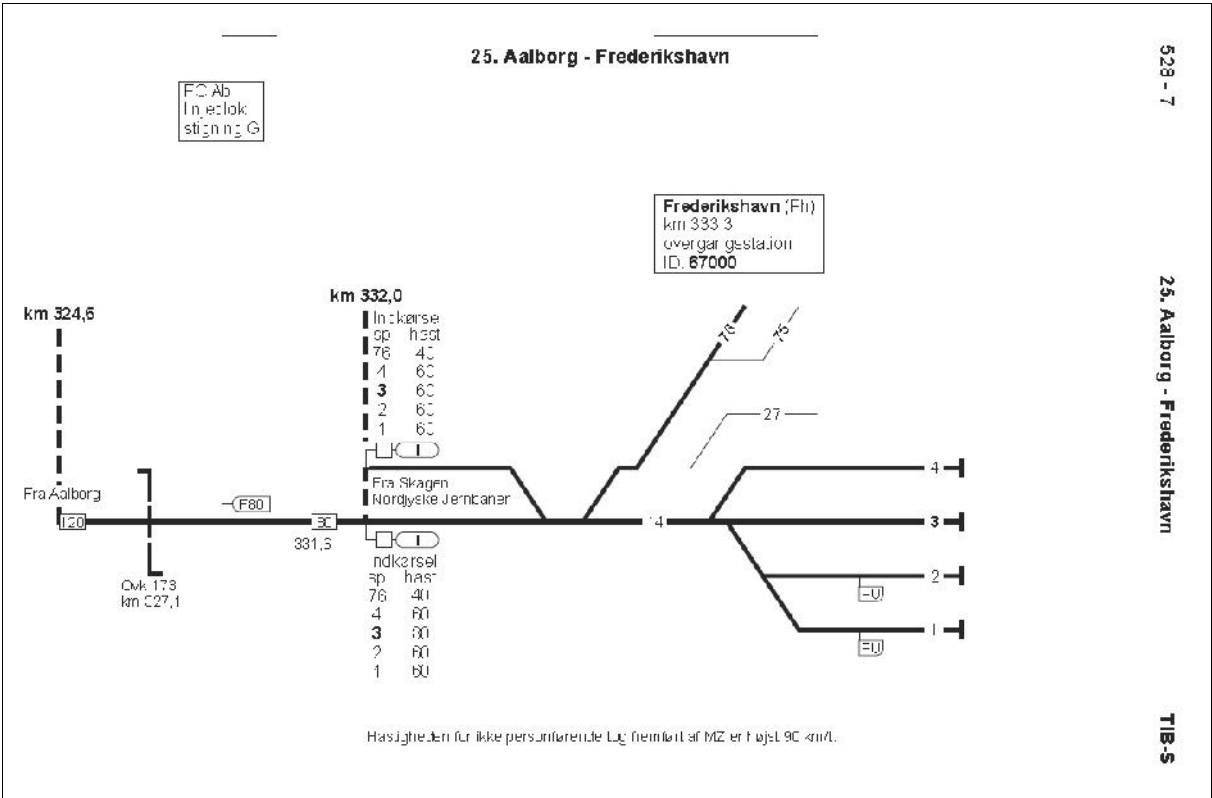 25. Aalborg - Frederikshavn
528 - 7
FC Ab
Linjeblok
stigning G
Frederikshavn (Fh)
km 333,3
overgangsstation
ID. 67000
km 324,6
km 332,0
Indkørsel
sp hast
76 40
4 60
3 60
2 60
1 60
I
76
75
27
25. Aalborg - Frederikshavn
Fra Aalborg
Fra Skagen
Nordjyske Jernbaner
4
F80
120
80
14
3
331,6
I
Indkørsel
sp hast
76 40
4 60
3 80
2 60
1 60
Ovk 173
km 327,1
2
1
Hastigheden for ikke personførende tog fremført af MZ er højst 90 km/t.
TIB-S